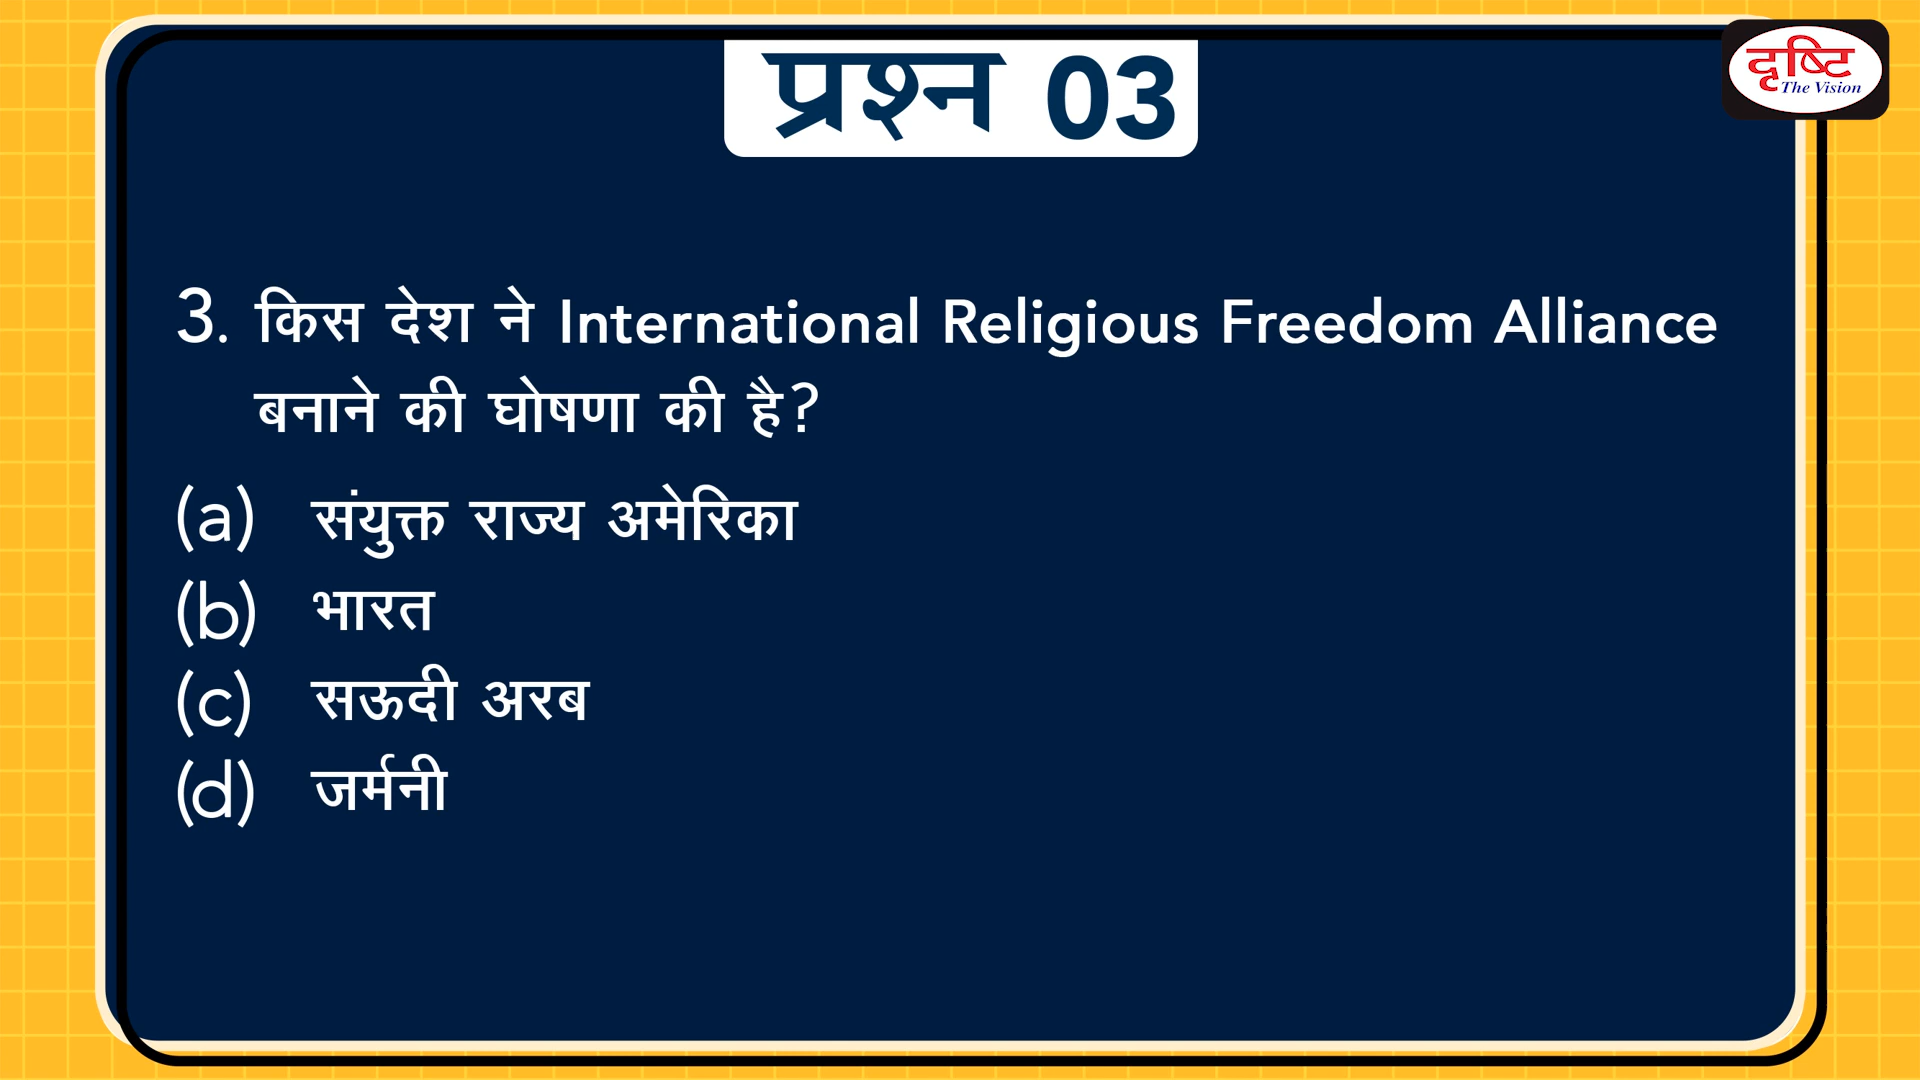 प्रश्न 03
दृष्टि
The Vision
3. किस देश ने International Religious Freedom Alliance
बनाने की घोषणा की है?
(a) संयुक्त राज्य अमेरिका
(b) भारत
(c) सऊदी अरब
(d) जर्मनी